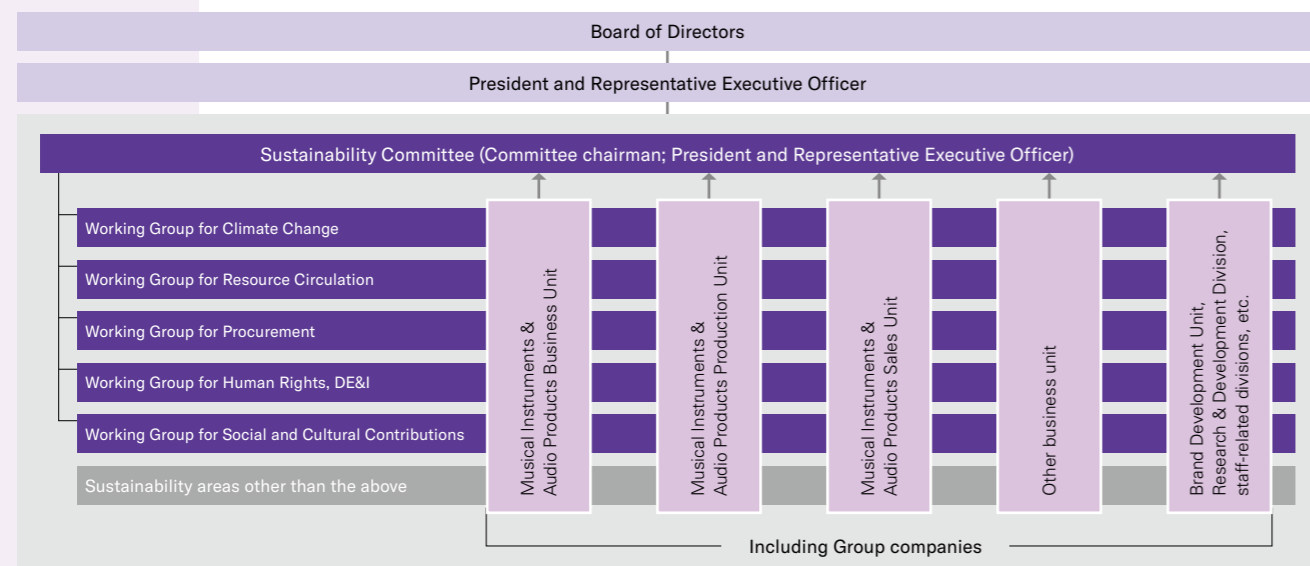 Board of Directors
President and Representative Executive Officer
Sustainability Committee (Committee chairman; President and Representative Executive Officer)
Working Group for Climate Change
Working Group for Resource Circulation
Working Group for Procurement
Working Group for Human Rights, DE&I
Working Group for Social and Cultural Contributions
Sustainability areas other than the above
Musical Instruments &
Audio Products Business Unit
Musical Instruments &
Audio Products Production Unit
Musical Instruments &
Audio Products Sales Unit
Other business unit
Brand Development Unit,
Research & Development Division,
staff-related divisions, etc.
Including Group companies